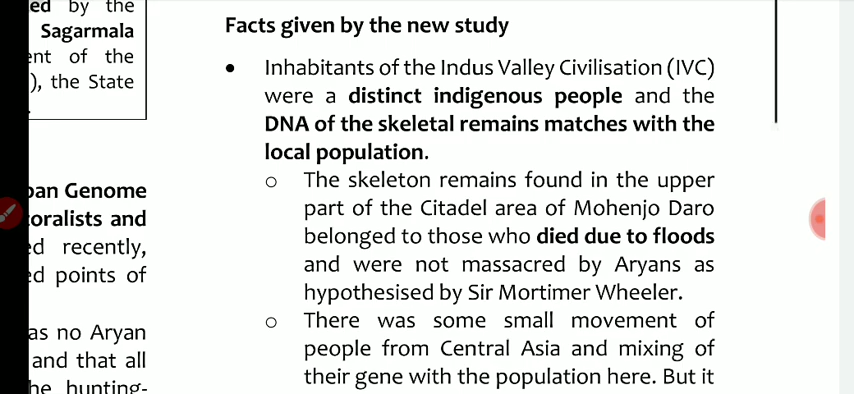 ed by the
Sagarmala
ent of the
), the State
.
ban Genome
toralists and
ed recently,
ed points of
as no Aryan
and that all
he hunting-
Facts given by the new study
• Inhabitants of the Indus Valley Civilisation (IVC)
were a distinct indigenous people and the
DNA of the skeletal remains matches with the
local population.
o The skeleton remains found in the upper
part of the Citadel area of Mohenjo Daro
belonged to those who died due to floods
and were not massacred by Aryans as
hypothesised by Sir Mortimer Wheeler.
o There was some small movement of
people from Central Asia and mixing of
their gene with the population here. But it